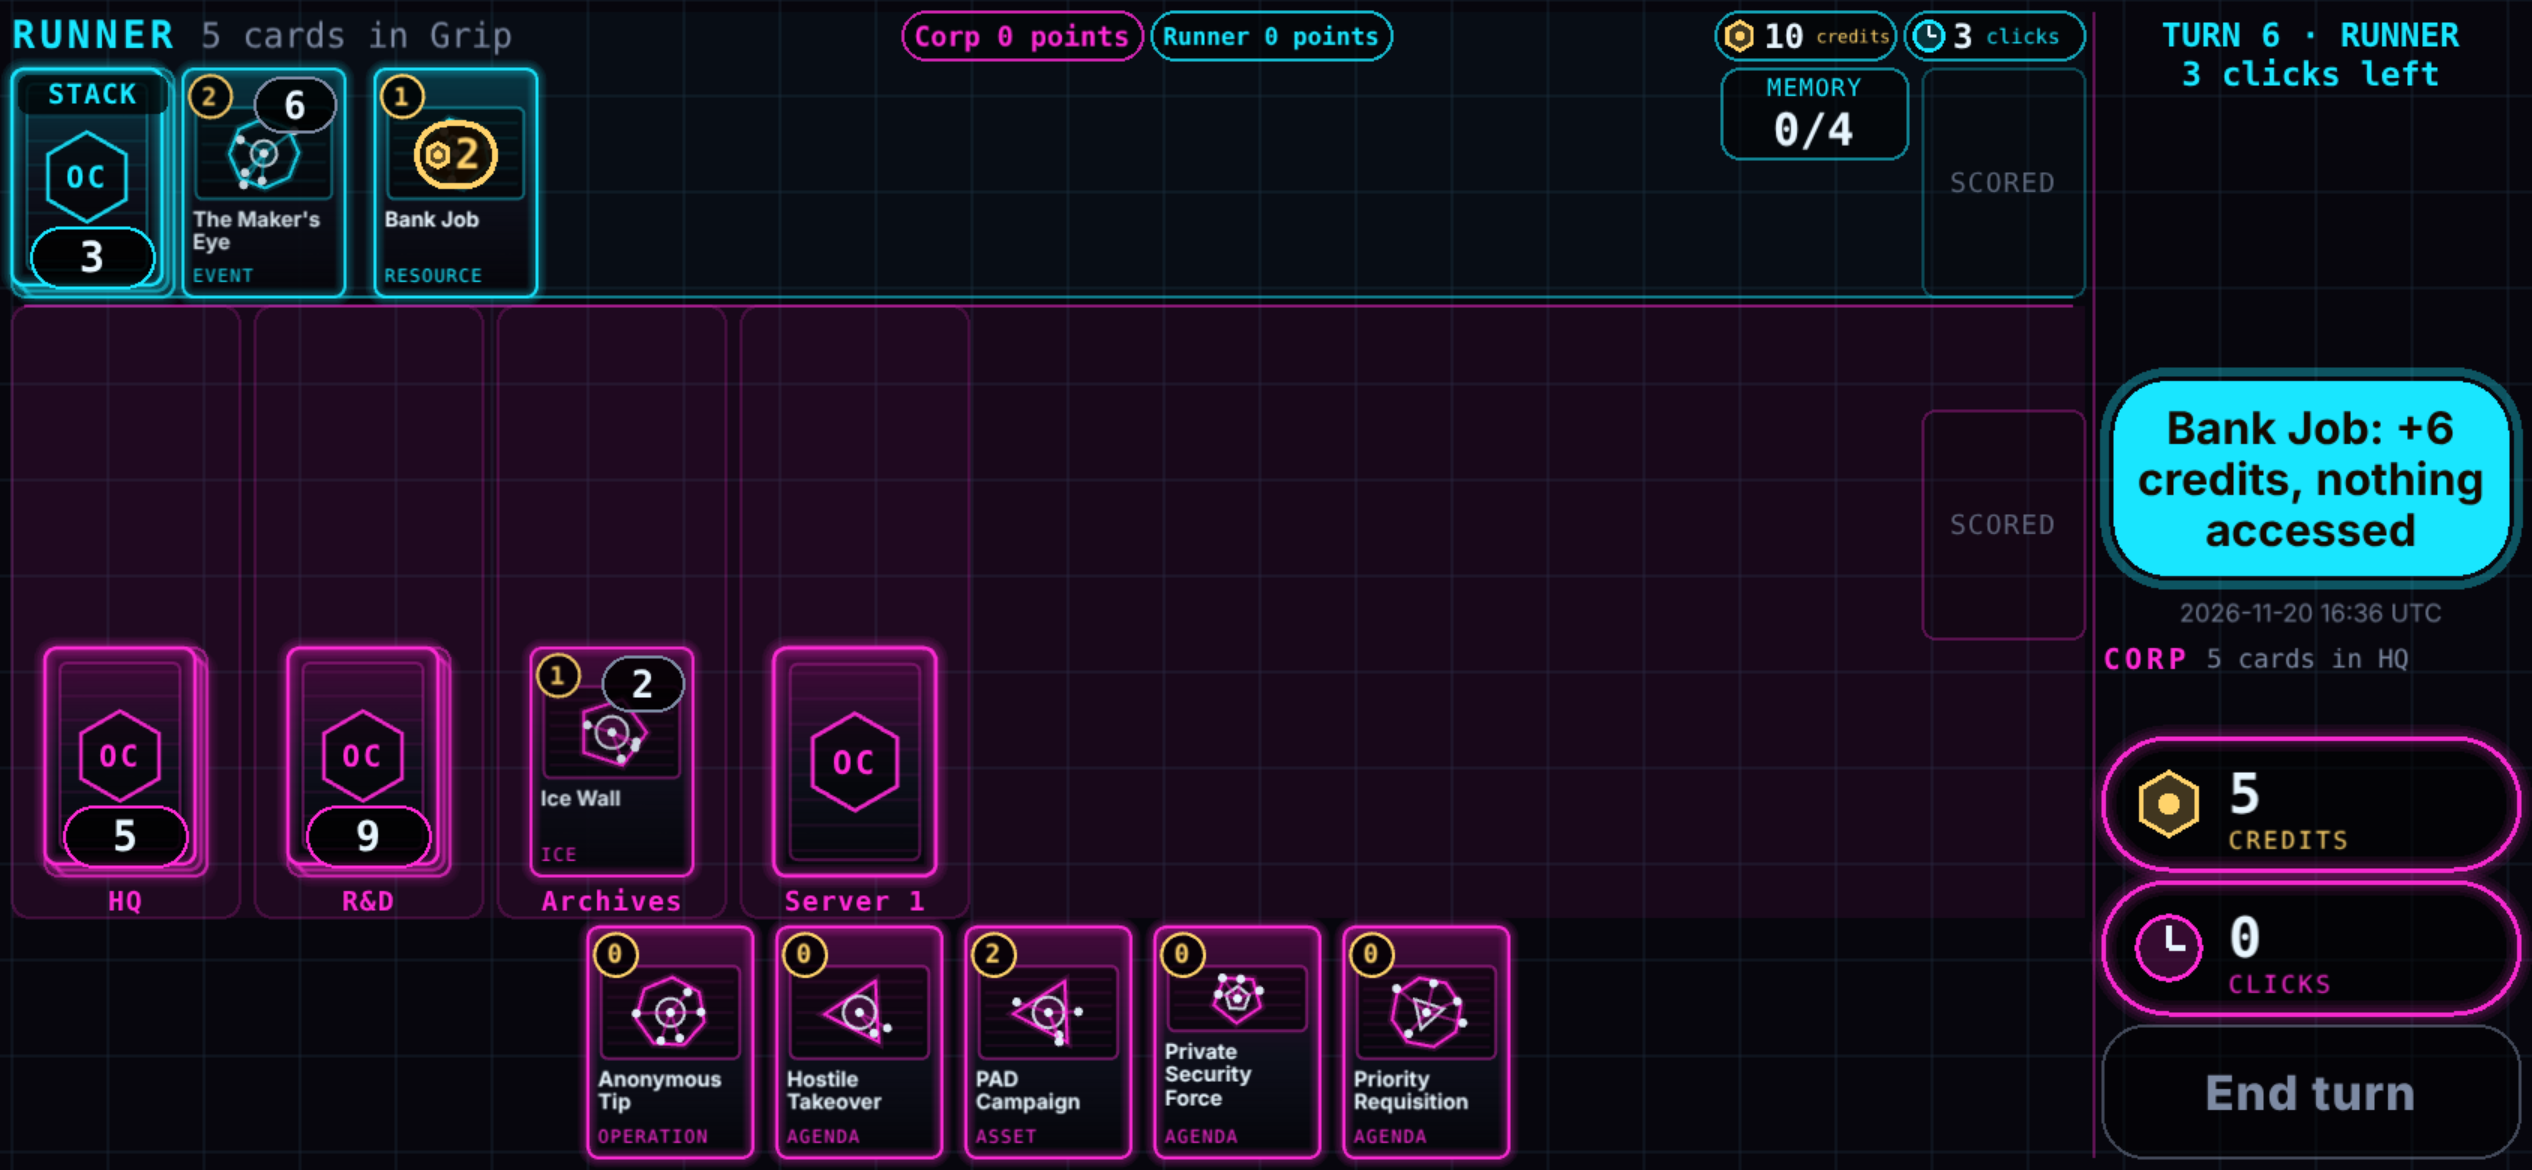 RUNNER 5 cards in Grip
Corp 0 points
Runner 0 points
10 credits
3 clicks
TURN 6 · RUNNER
3 clicks left
STACK
OC
3
2
6
The Maker's
Eye
EVENT
1
2
Bank Job
RESOURCE
MEMORY
0/4
SCORED
Bank Job: +6
credits, nothing
accessed
2026-11-20 16:36 UTC
CORP 5 cards in HQ
SCORED
OC
5
HQ
OC
9
R&D
1
2
Ice Wall
ICE
Archives
OC
Server 1
5
CREDITS
0
CLICKS
End turn
0
Anonymous
Tip
OPERATION
0
Hostile
Takeover
AGENDA
2
PAD
Campaign
ASSET
0
Private
Security
Force
AGENDA
0
Priority
Requisition
AGENDA